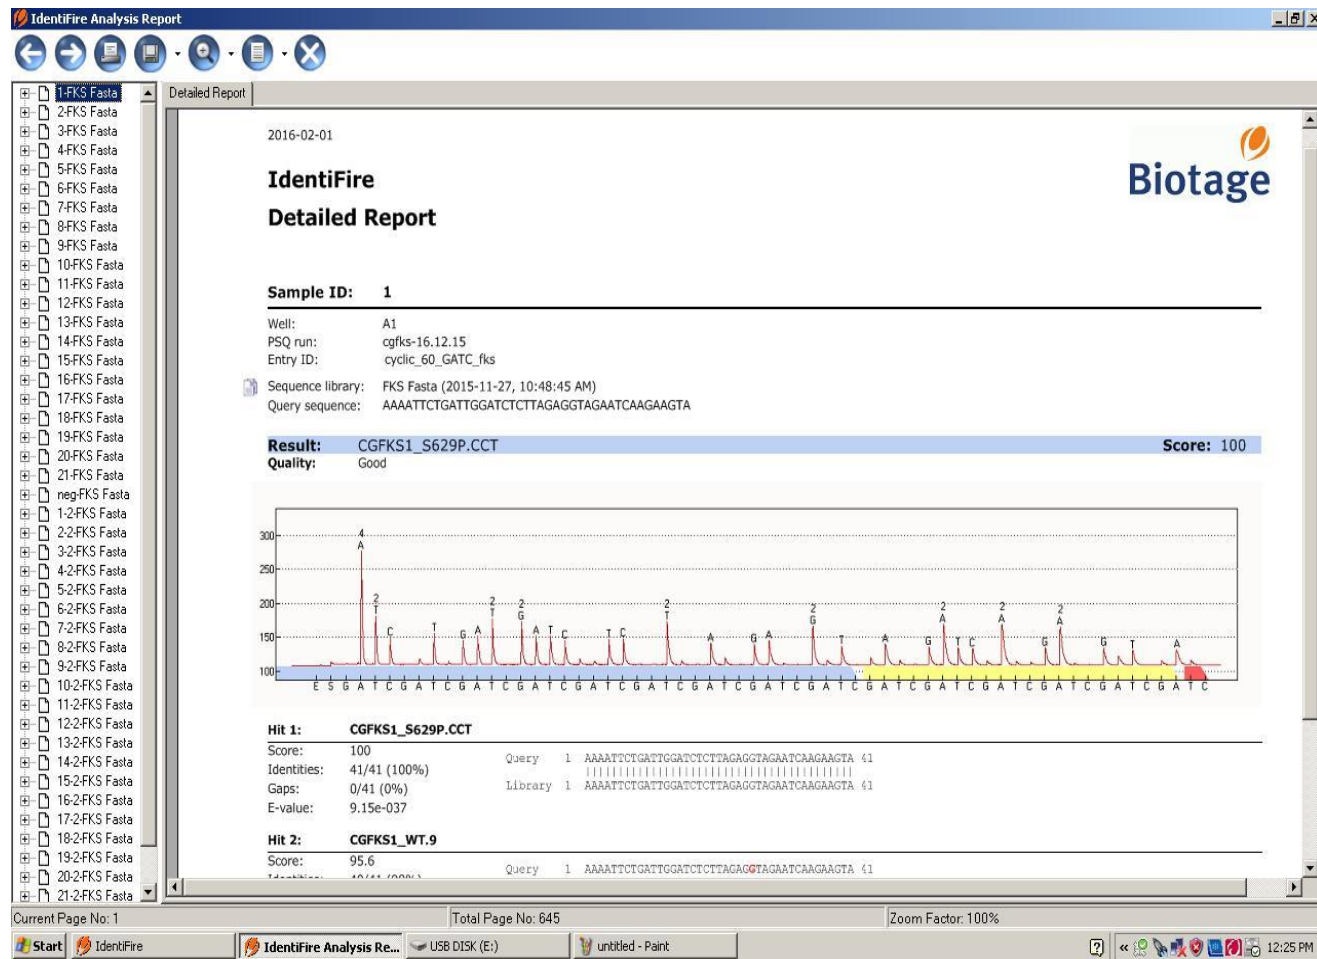 IdentiFire Analysis Report
1-FKS Fasta
2-FKS Fasta
3-FKS Fasta
4-FKS Fasta
5-FKS Fasta
6-FKS Fasta
7-FKS Fasta
8-FKS Fasta
9-FKS Fasta
10-FKS Fasta
11-FKS Fasta
12-FKS Fasta
13-FKS Fasta
14-FKS Fasta
15-FKS Fasta
16-FKS Fasta
17-FKS Fasta
18-FKS Fasta
19-FKS Fasta
20-FKS Fasta
21-FKS Fasta
neg-FKS Fasta
1-2-FKS Fasta
2-2-FKS Fasta
3-2-FKS Fasta
4-2-FKS Fasta
5-2-FKS Fasta
6-2-FKS Fasta
7-2-FKS Fasta
8-2-FKS Fasta
9-2-FKS Fasta
10-2-FKS Fasta
11-2-FKS Fasta
12-2-FKS Fasta
13-2-FKS Fasta
14-2-FKS Fasta
15-2-FKS Fasta
16-2-FKS Fasta
17-2-FKS Fasta
18-2-FKS Fasta
19-2-FKS Fasta
20-2-FKS Fasta
21-2-FKS Fasta
Detailed Report
2016-02-01
Biotage
IdentiFire
Detailed Report
Sample ID: 1
Well: A1
PSQ run: cgfks-16.12.15
Entry ID: cyclic_60_GATC_fks
Sequence library: FKS Fasta (2015-11-27, 10:48:45 AM)
Query sequence: AAAATTCTGATTGGATCTCTTAGAGGTAGAATCAAGAAGTA
Result: CGFKS1_S629P.CCT Score: 100
Quality: Good
4 2 2 2 2 2 2 2 2
A T C T G A T G A T C T C T A G A G T A G A T C A G A G T A
300
250
200
150
100
E S G A T C G A T C G A T C G A T C G A T C G A T C G A T C G A T C G A T C G A T C G A T C G A T C G A T C G A T C G A T C
Hit 1: CGFKS1_S629P.CCT
Score: 100
Identities: 41/41 (100%)
Gaps: 0/41 (0%)
E-value: 9.15e-037
Query 1 AAAATTCTGATTGGATCTCTTAGAGGTAGAATCAAGAAGTA 41
Library 1 AAAATTCTGATTGGATCTCTTAGAGGTAGAATCAAGAAGTA 41
Hit 2: CGFKS1_WT.9
Score: 95.6
Query 1 AAAATTCTGATTGGATCTCTTAGAGGTAGAATCAAGAAGTA 41
Current Page No: 1
Total Page No: 645
Zoom Factor: 100%
Start
IdentiFire
IdentiFire Analysis Re...
USB DISK (E:)
untitled - Paint
12:25 PM